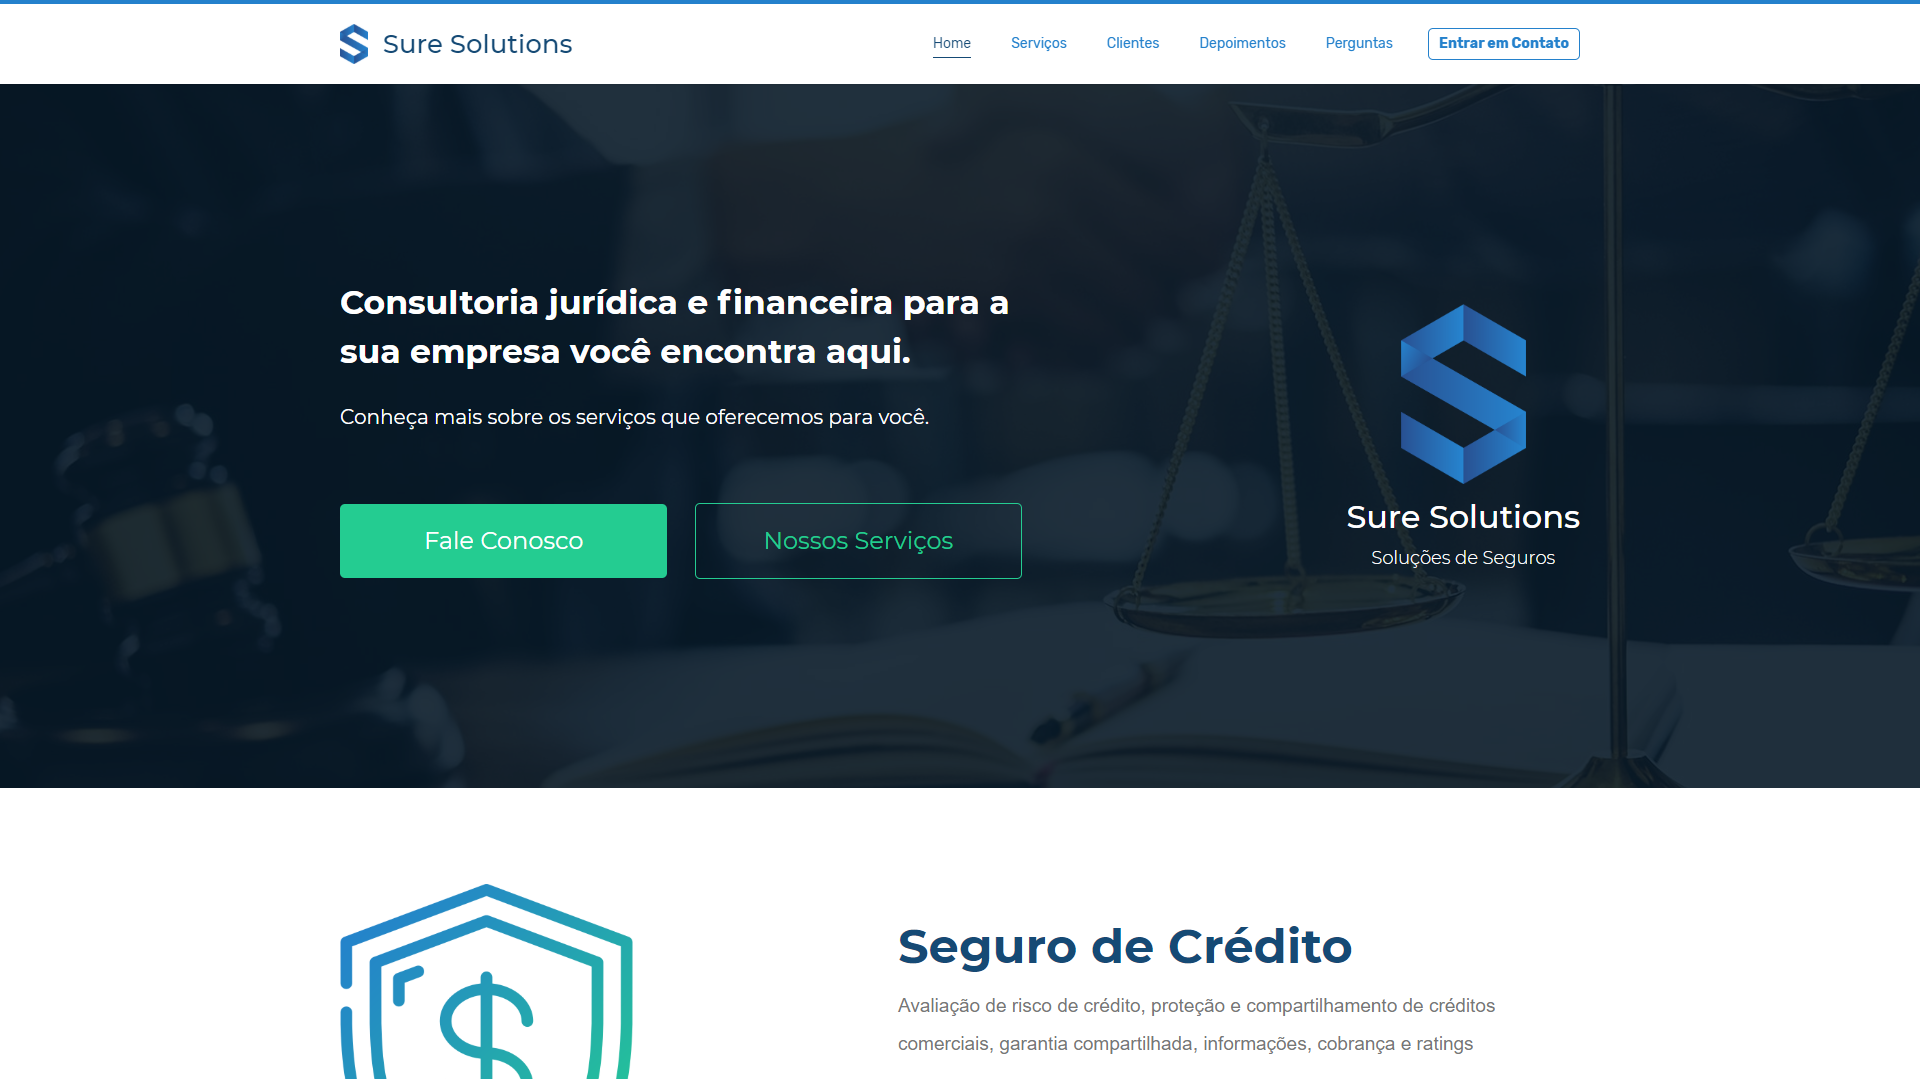 Sure Solutions
Home
Serviços
Clientes
Depoimentos
Perguntas
Entrar em Contato
Consultoria jurídica e financeira para a
sua empresa você encontra aqui.
Conheça mais sobre os serviços que oferecemos para você.
Fale Conosco
Nossos Serviços
Sure Solutions
Soluções de Seguros
Seguro de Crédito
Avaliação de risco de crédito, proteção e compartilhamento de créditos
comerciais, garantia compartilhada, informações, cobrança e ratings